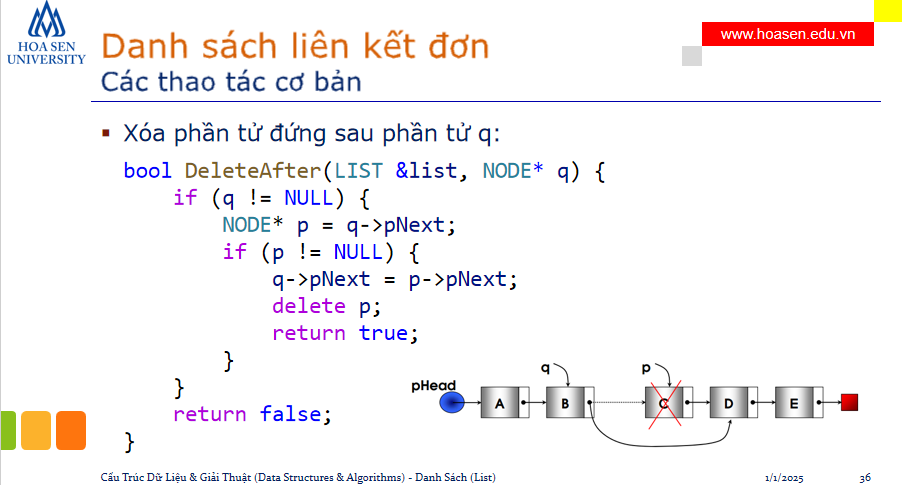 HOA SEN
UNIVERSITY
www.hoasen.edu.vn
Danh sách liên kết đơn
Các thao tác cơ bản
Xóa phần tử đứng sau phần tử q:
bool DeleteAfter(LIST &list, NODE* q) {
if (q != NULL) {
NODE* p = q->pNext;
if (p != NULL) {
q->pNext = p->pNext;
delete p;
return true;
}
}
return false;
}
q
p
pHead
A
B
C
D
E
Cấu Trúc Dữ Liệu & Giải Thuật (Data Structures & Algorithms) - Danh Sách (List)
1/1/2025
36